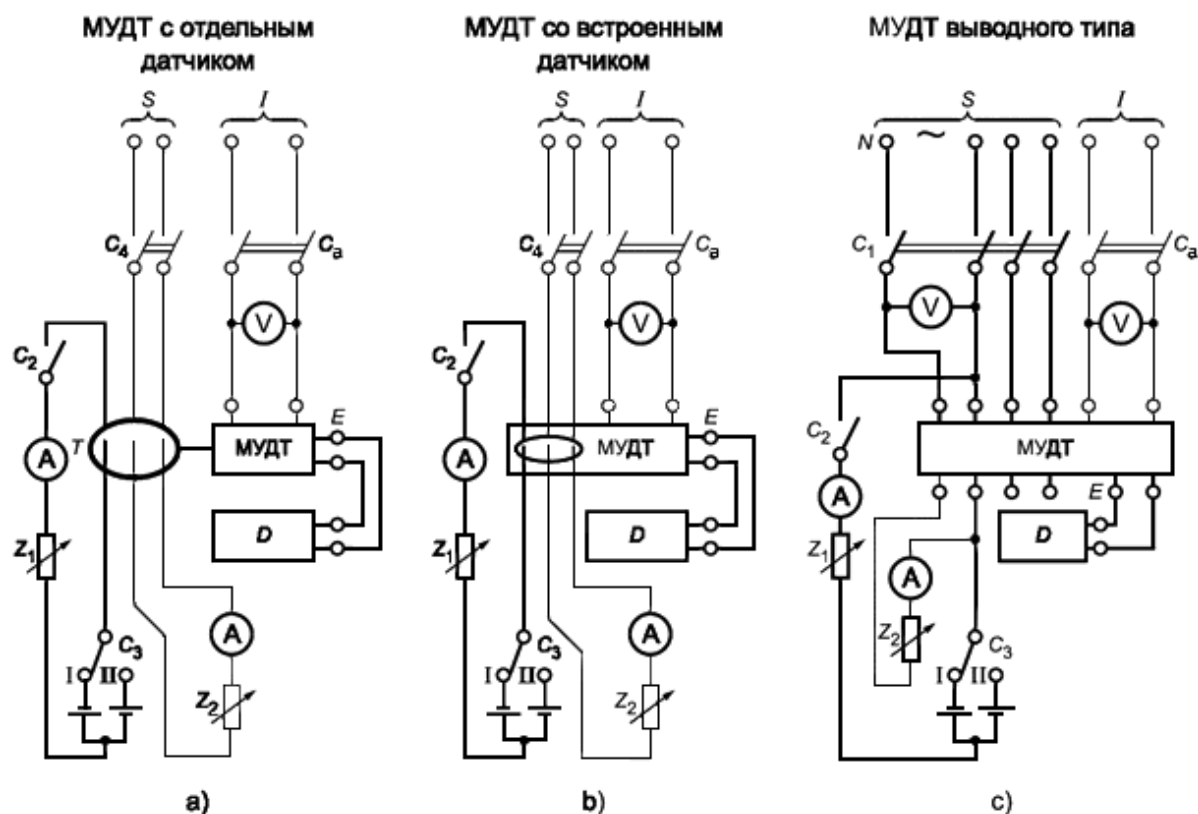 МУДТ с отдельным
датчиком
S
I
C4
Ca
V
C2
A
T
МУДТ
E
D
Z1
A
C3
I
II
Z2
a)
МУДТ со встроенным
датчиком
S
I
C4
Ca
V
C2
A
МУДТ
E
D
Z1
A
C3
I
II
Z2
b)
МУДТ выводного типа
S
I
N
~
C1
Ca
V
V
C2
МУДТ
A
E
D
Z1
A
Z2
C3
I
II
c)